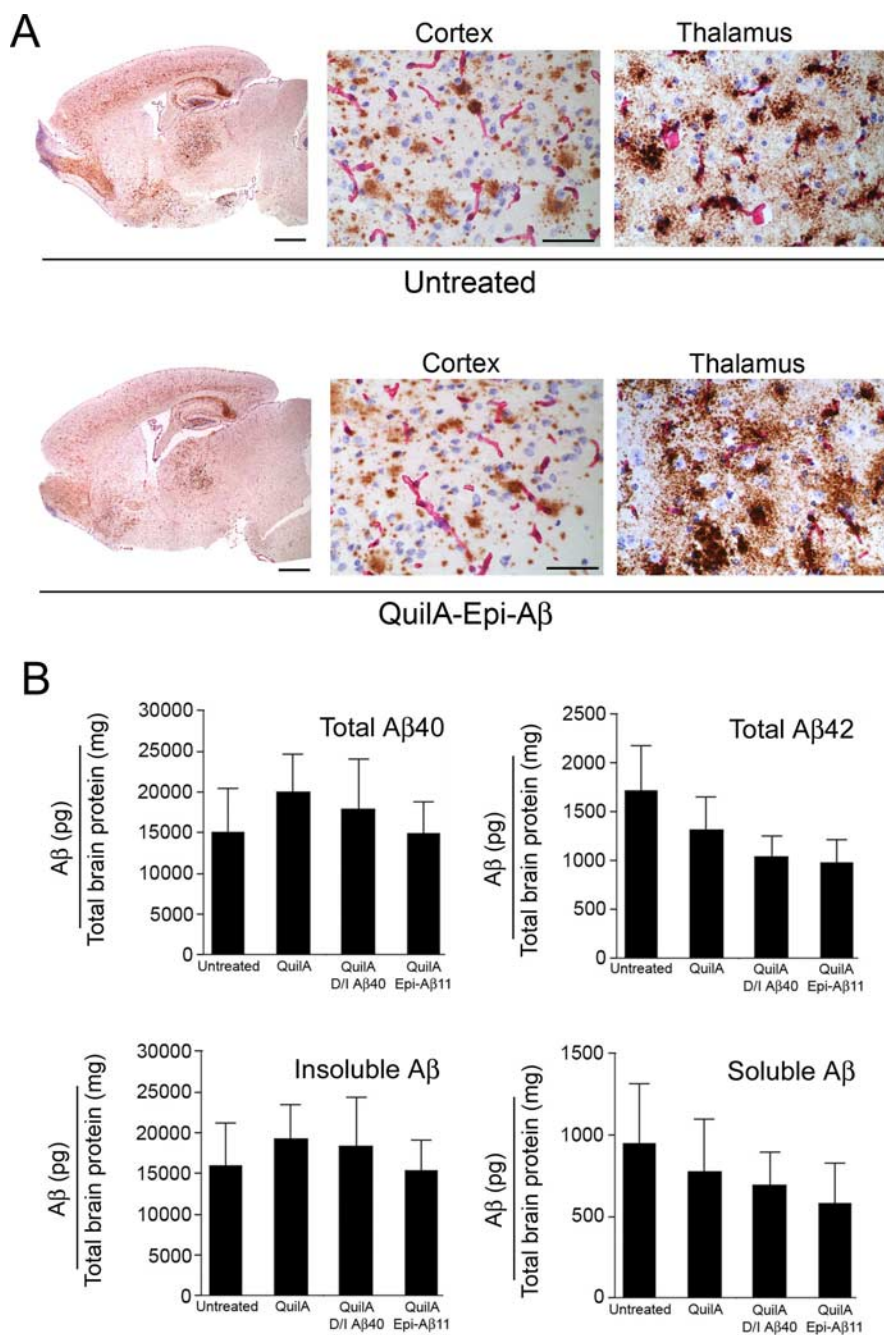 A
Cortex
Thalamus
Untreated
Cortex
Thalamus
QuilA-Epi-Aβ
B
Total Aβ40
Aβ (pg)
Total brain protein (mg)
30000
25000
20000
15000
10000
5000
0
Untreated
QuilA
QuilA
D/I Aβ40
QuilA
Epi-Aβ11
Total Aβ42
Aβ (pg)
Total brain protein (mg)
2500
2000
1500
1000
500
0
Untreated
QuilA
QuilA
D/I Aβ40
QuilA
Epi-Aβ11
Insoluble Aβ
Aβ (pg)
Total brain protein (mg)
30000
25000
20000
15000
10000
5000
0
Untreated
QuilA
QuilA
D/I Aβ40
QuilA
Epi-Aβ11
Soluble Aβ
Aβ (pg)
Total brain protein (mg)
1500
1000
500
0
Untreated
QuilA
QuilA
D/I Aβ40
QuilA
Epi-Aβ11